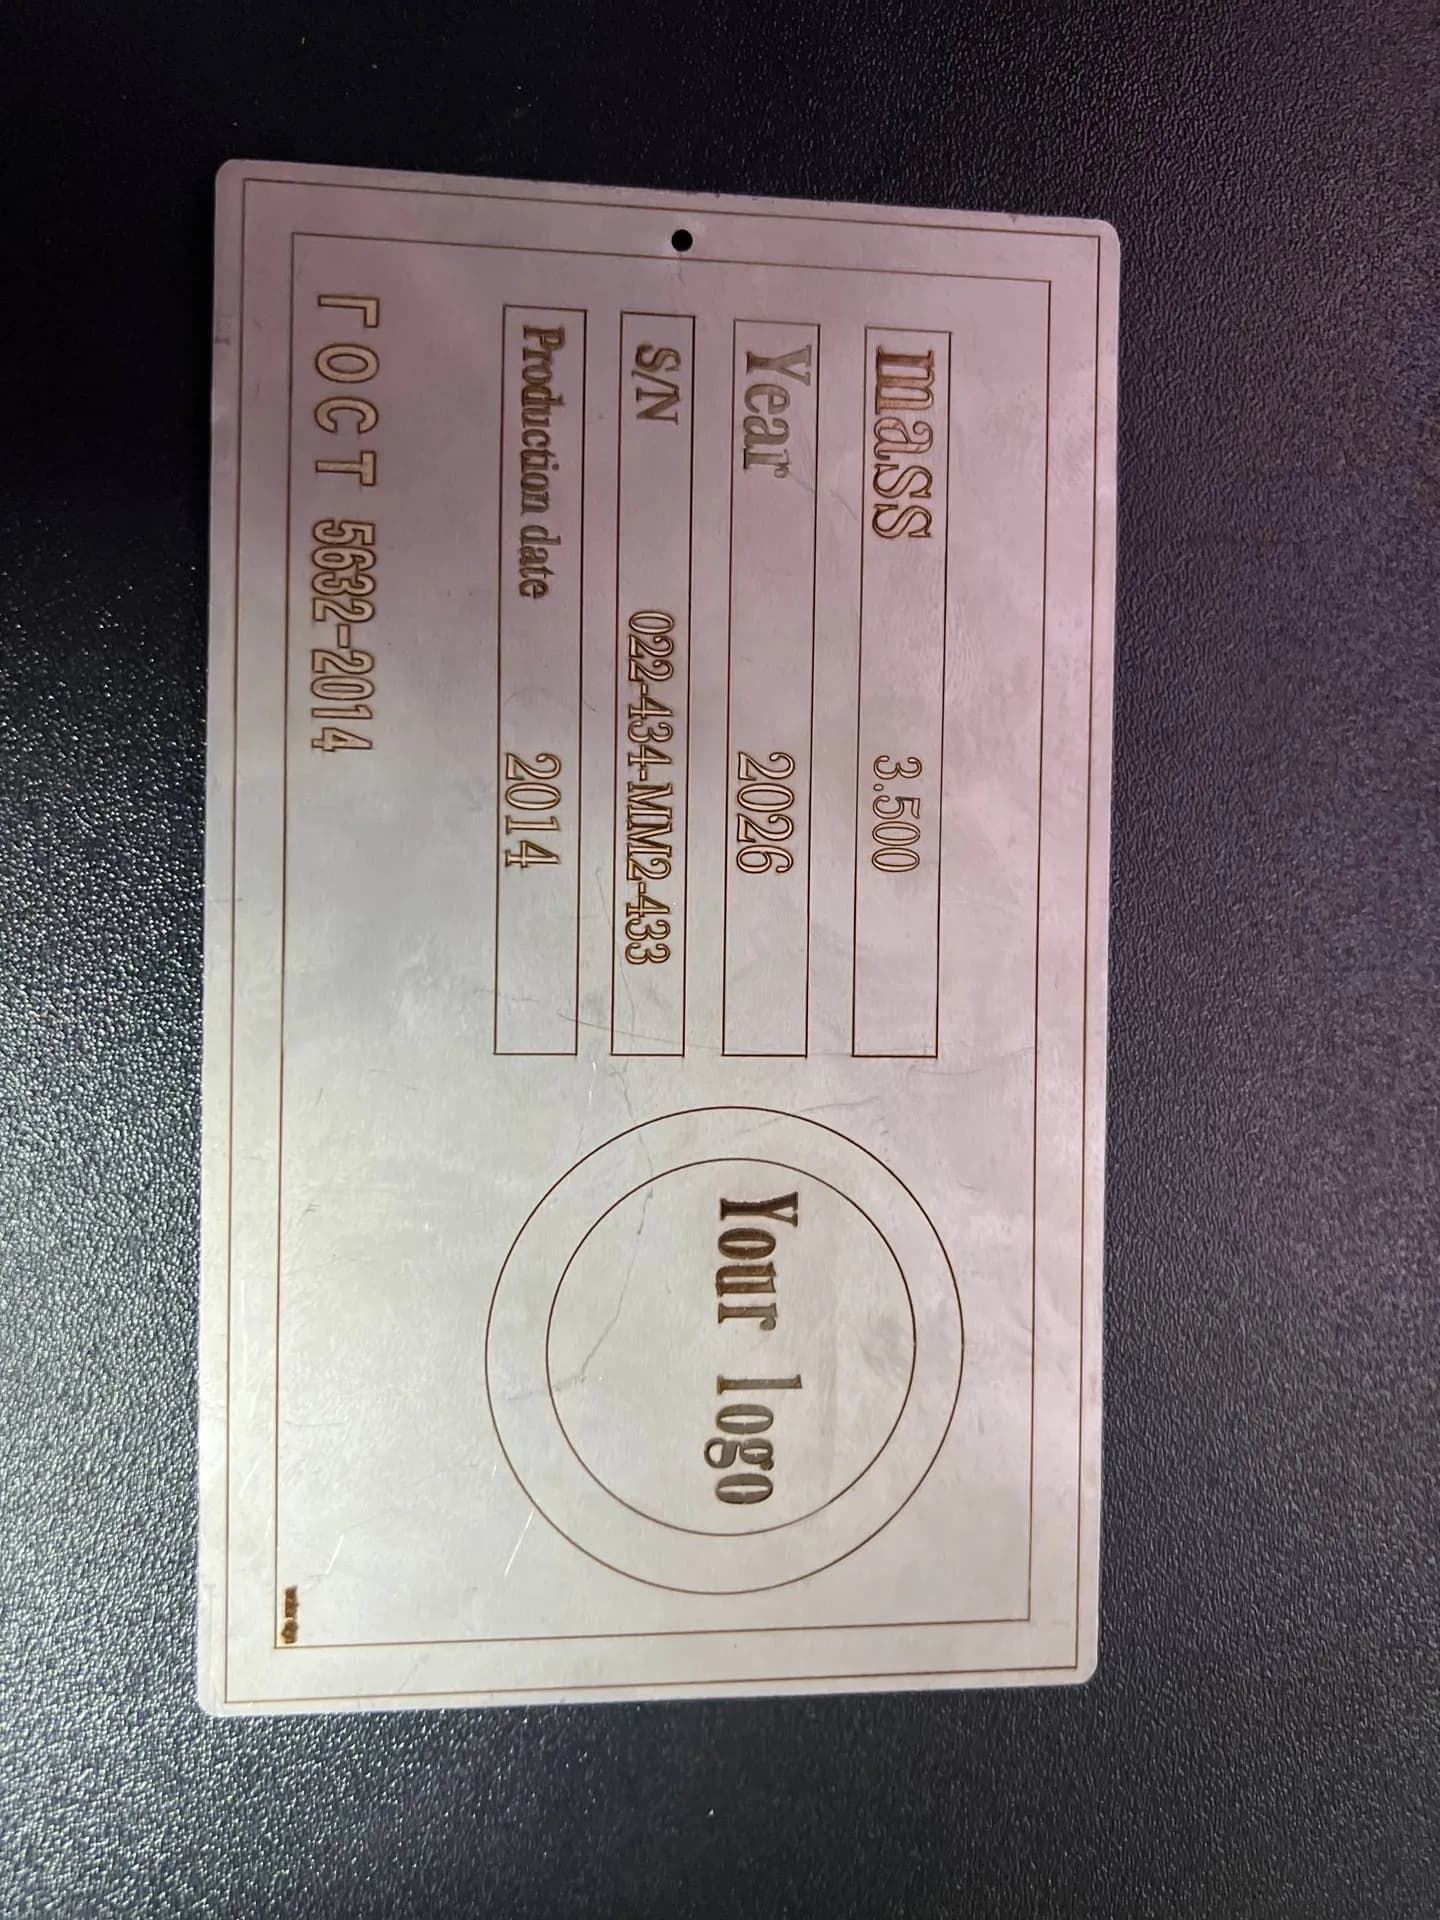 mass 3.500
Year 2026
S/N 022-434-MM2-433
Production date 2014
ГОСТ 5632-2014
Your logo